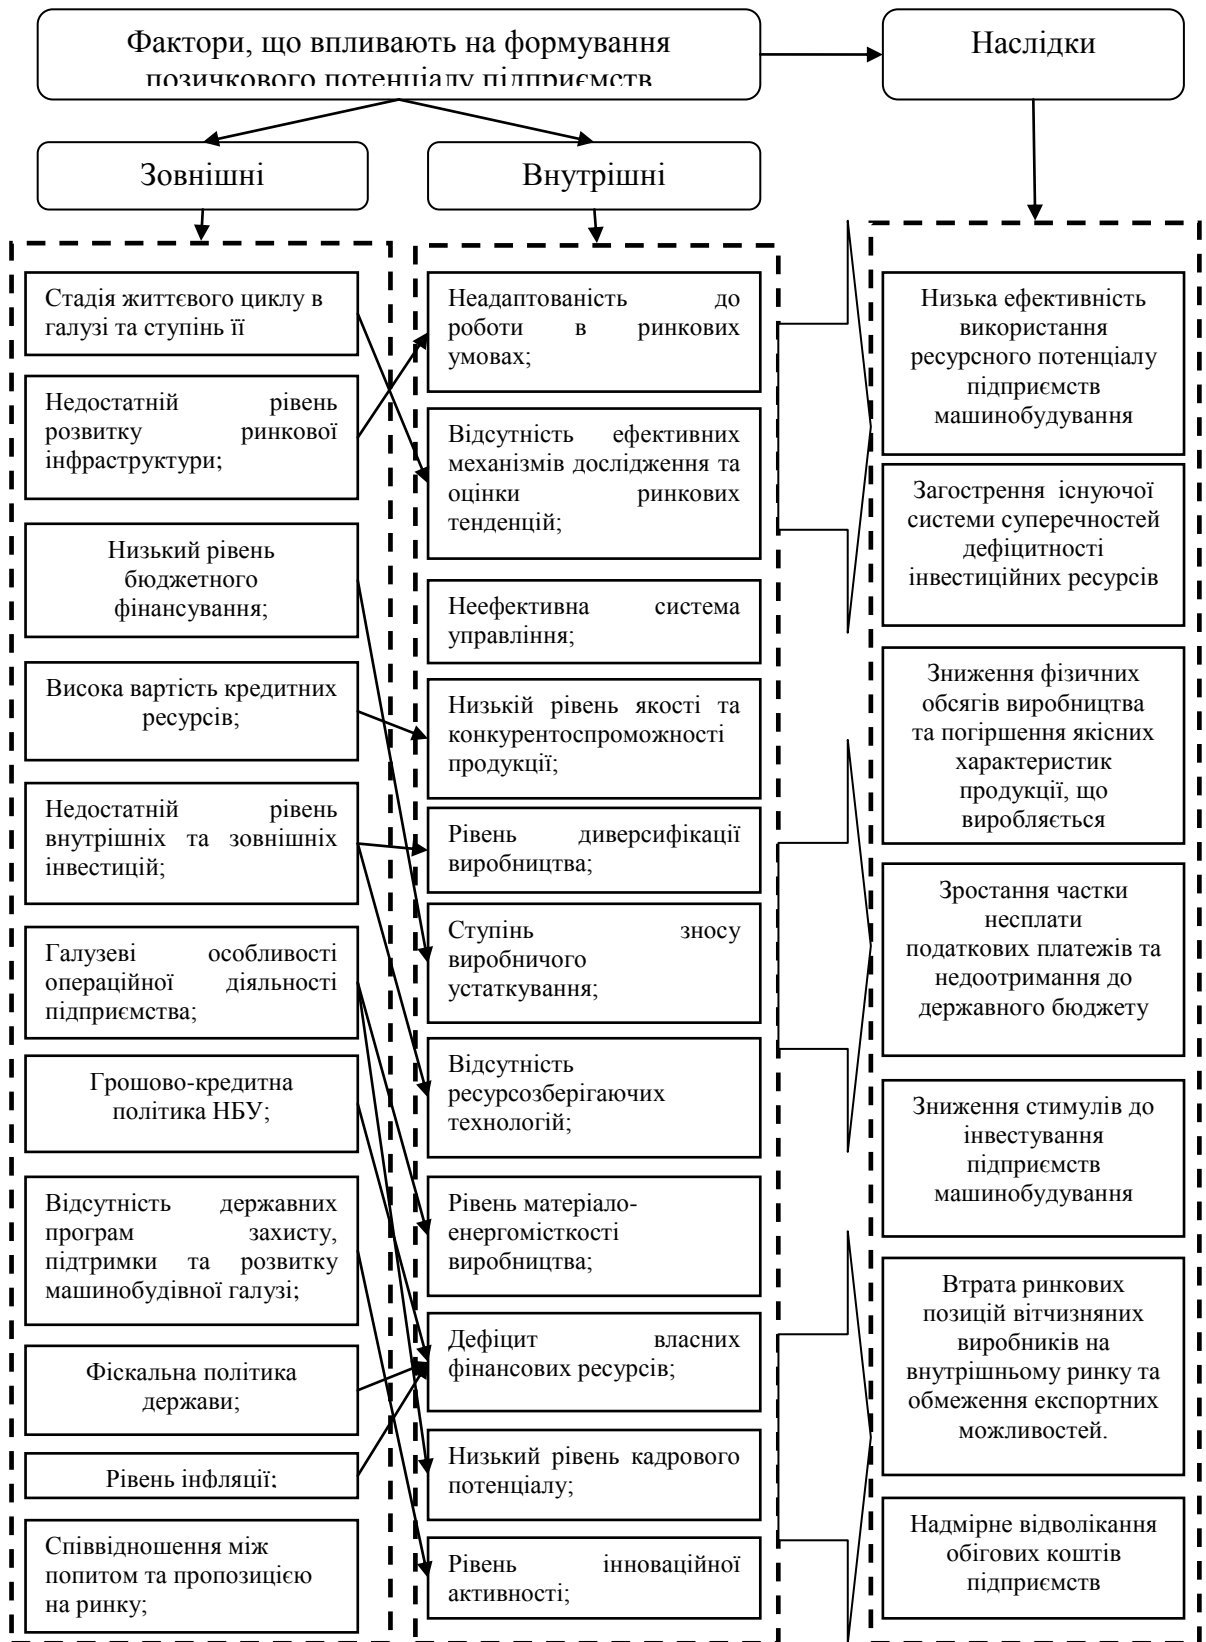 Фактори, що впливають на формування
позичкового потенціалу підприємств
Наслідки
Зовнішні
Внутрішні
Стадія життєвого циклу в
галузі та ступінь її
Недостатній рівень
розвитку ринкової
інфраструктури;
Низький рівень
бюджетного
фінансування;
Висока вартість кредитних
ресурсів;
Недостатній рівень
внутрішніх та зовнішніх
інвестицій;
Галузеві особливості
операційної діяльності
підприємства;
Грошово-кредитна
політика НБУ;
Відсутність державних
програм захисту,
підтримки та розвитку
машинобудівної галузі;
Фіскальна політика
держави;
Рівень інфляції;
Співвідношення між
попитом та пропозицією
на ринку;
Неадаптованість до
роботи в ринкових
умовах;
Відсутність ефективних
механізмів дослідження та
оцінки ринкових
тенденцій;
Неефективна система
управління;
Низькій рівень якості та
конкурентоспроможності
продукції;
Рівень диверсифікації
виробництва;
Ступінь зносу
виробничого
устаткування;
Відсутність
ресурсозберігаючих
технологій;
Рівень матеріало-
енергомісткості
виробництва;
Дефіцит власних
фінансових ресурсів;
Низький рівень кадрового
потенціалу;
Рівень інноваційної
активності;
Низька ефективність
використання
ресурсного потенціалу
підприємств
машинобудування
Загострення існуючої
системи суперечностей
дефіцитності
інвестиційних ресурсів
Зниження фізичних
обсягів виробництва
та погіршення якісних
характеристик
продукції, що
виробляється
Зростання частки
несплати
податкових платежів та
недоотримання до
державного бюджету
Зниження стимулів до
інвестування
підприємств
машинобудування
Втрата ринкових
позицій вітчизняних
виробників на
внутрішньому ринку та
обмеження експортних
можливостей.
Надмірне відволікання
обігових коштів
підприємств